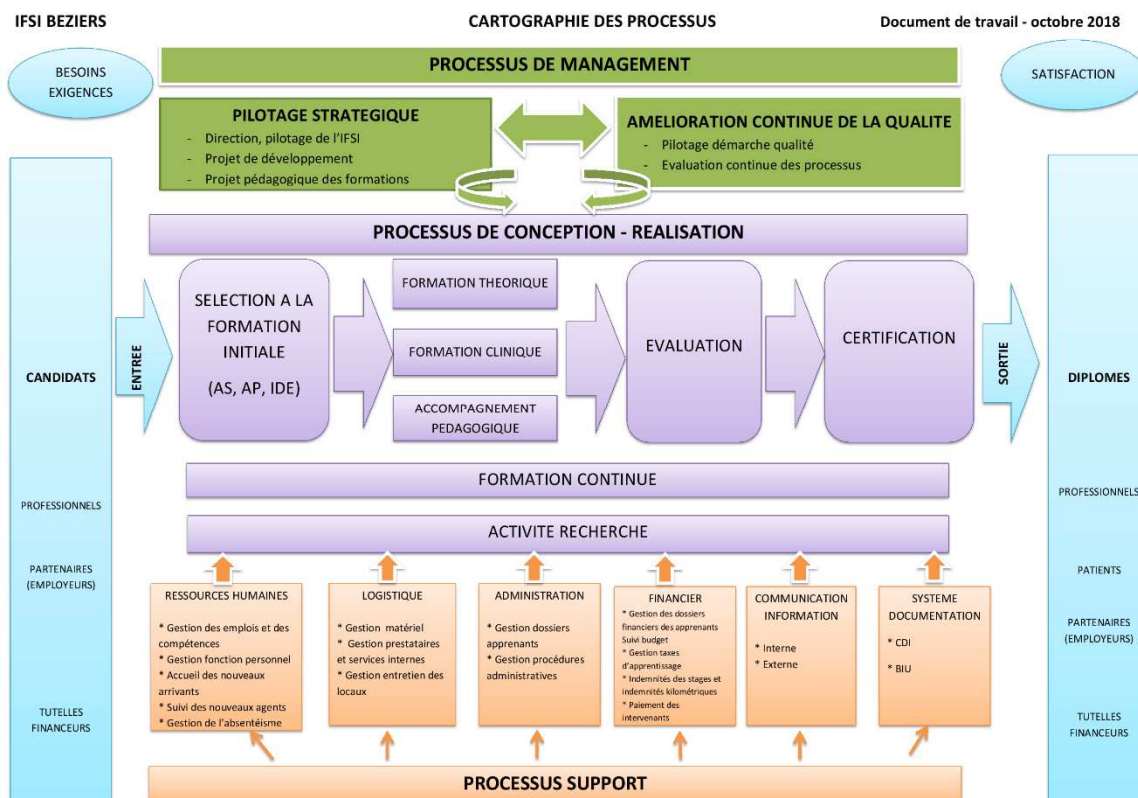 IFSI BEZIERS
CARTOGRAPHIE DES PROCESSUS
Document de travail - octobre 2018
BESOINS
EXIGENCES
PROCESSUS DE MANAGEMENT
SATISFACTION
PILOTAGE STRATEGIQUE
- Direction, pilotage de l’IFSI
- Projet de développement
- Projet pédagogique des formations
AMELIORATION CONTINUE DE LA QUALITE
- Pilotage démarche qualité
- Evaluation continue des processus
PROCESSUS DE CONCEPTION - REALISATION
CANDIDATS
PROFESSIONNELS
PARTENAIRES
(EMPLOYEURS)
TUTELLES
FINANCEURS
ENTREE
SELECTION A LA
FORMATION
INITIALE
(AS, AP, IDE)
FORMATION THEORIQUE
FORMATION CLINIQUE
ACCOMPAGNEMENT
PEDAGOGIQUE
EVALUATION
CERTIFICATION
SORTIE
DIPLOMES
PROFESSIONNELS
PATIENTS
PARTENAIRES
(EMPLOYEURS)
TUTELLES
FINANCEURS
FORMATION CONTINUE
ACTIVITE RECHERCHE
RESSOURCES HUMAINES
* Gestion des emplois et des
compétences
* Gestion fonction personnel
* Accueil des nouveaux
arrivants
* Suivi des nouveaux agents
* Gestion de l’absentéisme
LOGISTIQUE
* Gestion matériel
* Gestion prestataires
et services internes
* Gestion entretien des
locaux
ADMINISTRATION
* Gestion dossiers
apprenants
* Gestion procédures
administratives
FINANCIER
* Gestion des dossiers
financiers des apprenants
Suivi budget
* Gestion taxes
d’apprentissage
* Indemnités des stages et
indemnités kilométriques
* Paiement des
intervenants
COMMUNICATION
INFORMATION
* Interne
* Externe
SYSTEME
DOCUMENTATION
* CDI
* BIU
PROCESSUS SUPPORT